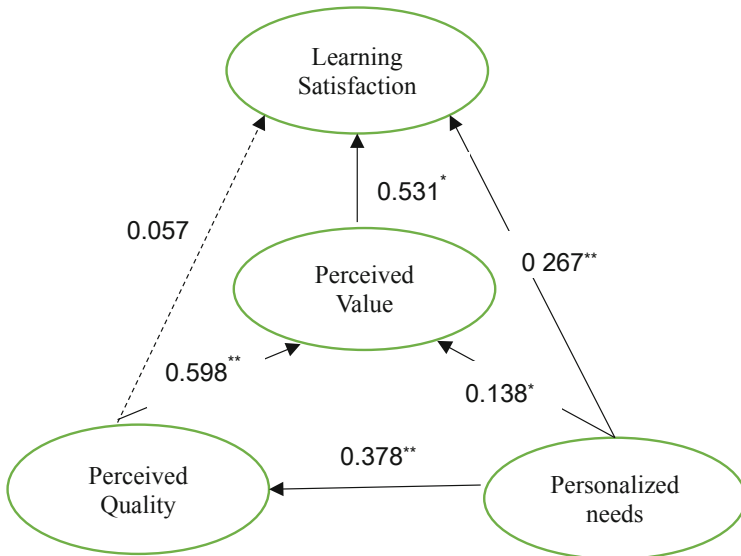 Learning
Satisfaction
0.531*
0.057
0 267**
Perceived
Value
0.598**
0.138*
0.378**
Perceived
Quality
Personalized
needs